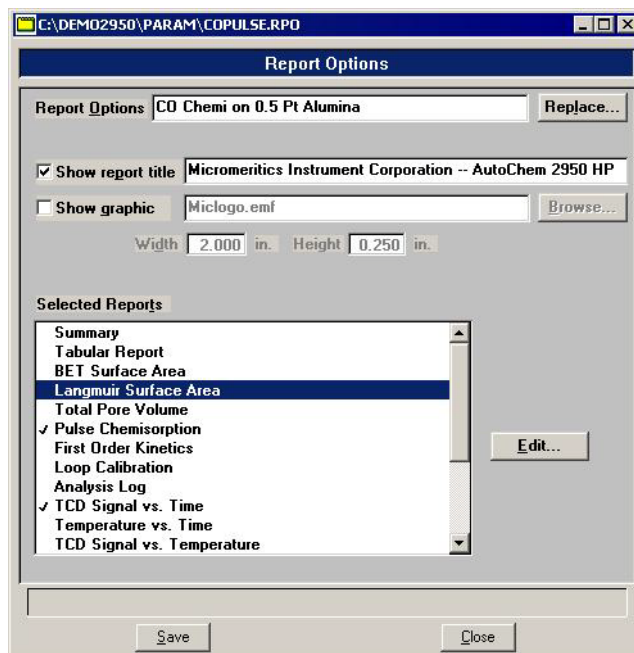 C:\DEMO2950\PARAM\COPULSE.RPO
Report Options
Report Options CO Chemi on 0.5 Pt Alumina Replace...
✓ Show report title Micromeritics Instrument Corporation -- AutoChem 2950 HP
Show graphic Miclogo.emf Browse...
Width 2.000 in. Height 0.250 in.
Selected Reports
Summary
Tabular Report
BET Surface Area
Langmuir Surface Area
Total Pore Volume
✓ Pulse Chemisorption
First Order Kinetics
Edit...
Loop Calibration
Analysis Log
✓ TCD Signal vs. Time
Temperature vs. Time
TCD Signal vs. Temperature
Save Close